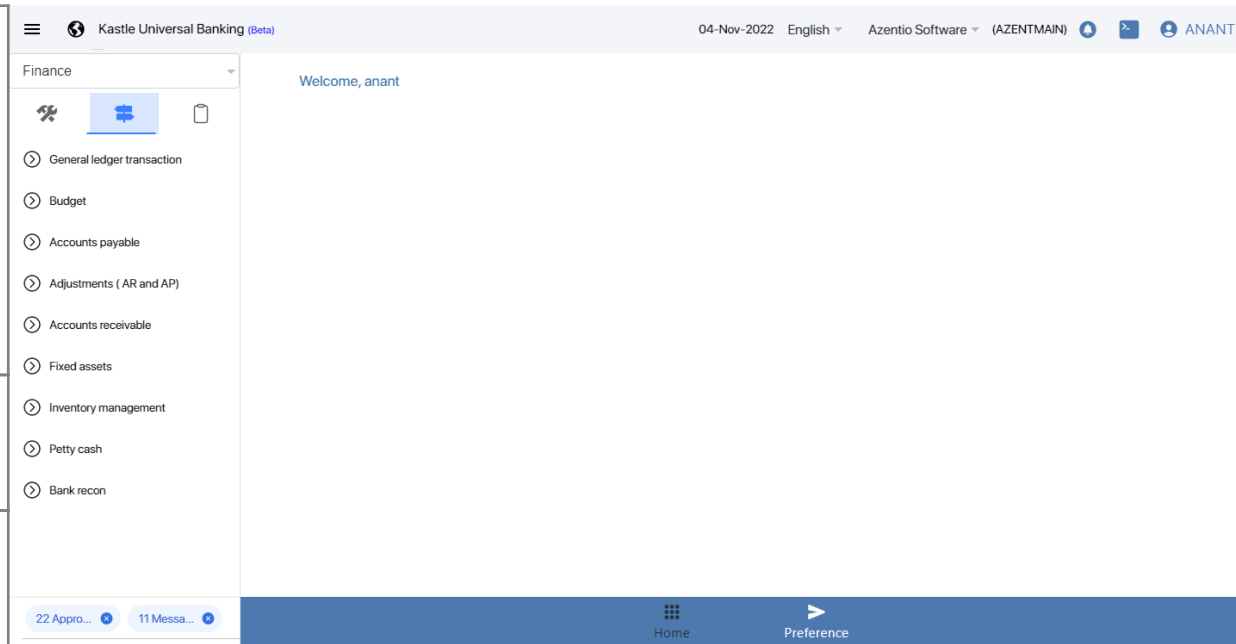 Kastle Universal Banking (Beta) 04-Nov-2022 English Azentio Software (AZENTMAIN) >- ANANT
Finance
Welcome, anant
General ledger transaction
Budget
Accounts payable
Adjustments ( AR and AP)
Accounts receivable
Fixed assets
Inventory management
Petty cash
Bank recon
22 Appro... 11 Messa...
Home Preference